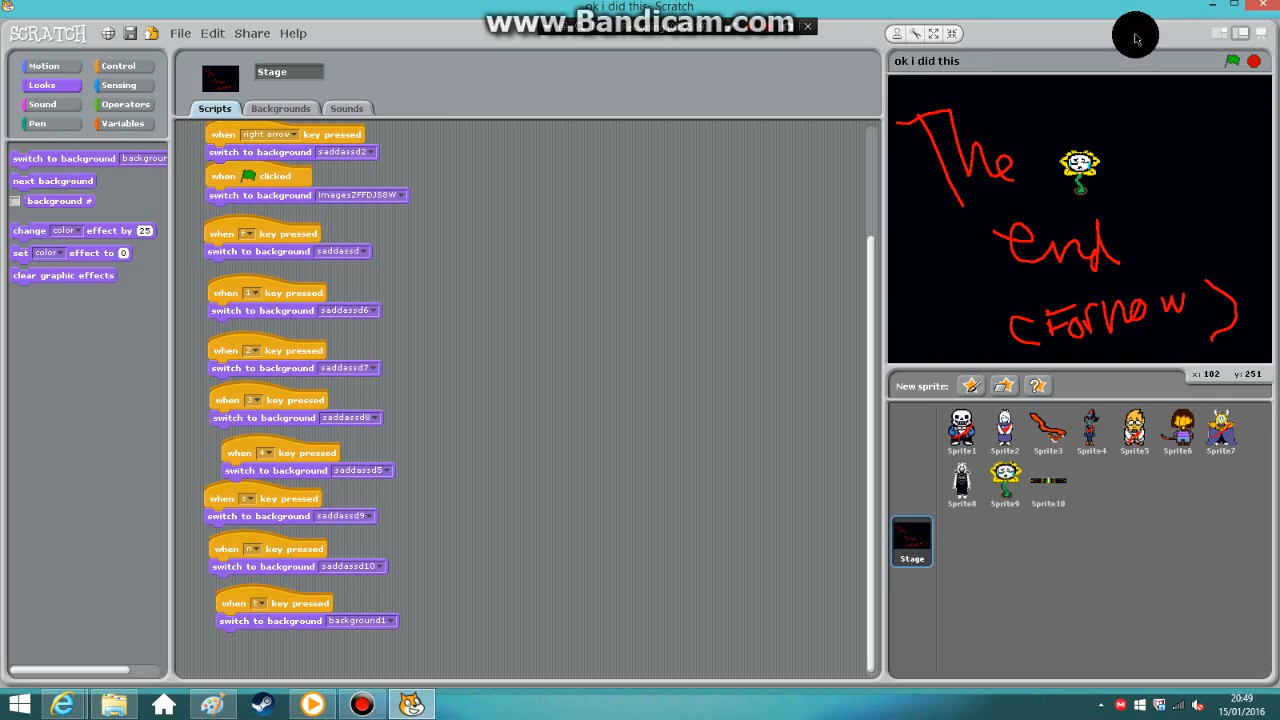 ok i did this - Scratch
www.Bandicam.com
SCRATCH File Edit Share Help
Motion Control
Looks Sensing
Sound Operators
Pen Variables
Stage
Scripts Backgrounds Sounds
switch to background backgroun
next background
background #
change color effect by 25
set color effect to 0
clear graphic effects
when right arrow key pressed
switch to background saddassd2
when clicked
switch to background imagesZFFDJS8W
when key pressed
switch to background saddassd
when 1 key pressed
switch to background saddassd6
when 2 key pressed
switch to background saddassd7
when 3 key pressed
switch to background saddassd8
when 4 key pressed
switch to background saddassd5
when s key pressed
switch to background saddassd9
when n key pressed
switch to background saddassd10
when t key pressed
switch to background background1
ok i did this
The
end
(For now)
x: 102 y: 251
New sprite:
Sprite1 Sprite2 Sprite3 Sprite4 Sprite5 Sprite6 Sprite7
Sprite8 Sprite9 Sprite10
Stage
20:49
15/01/2016